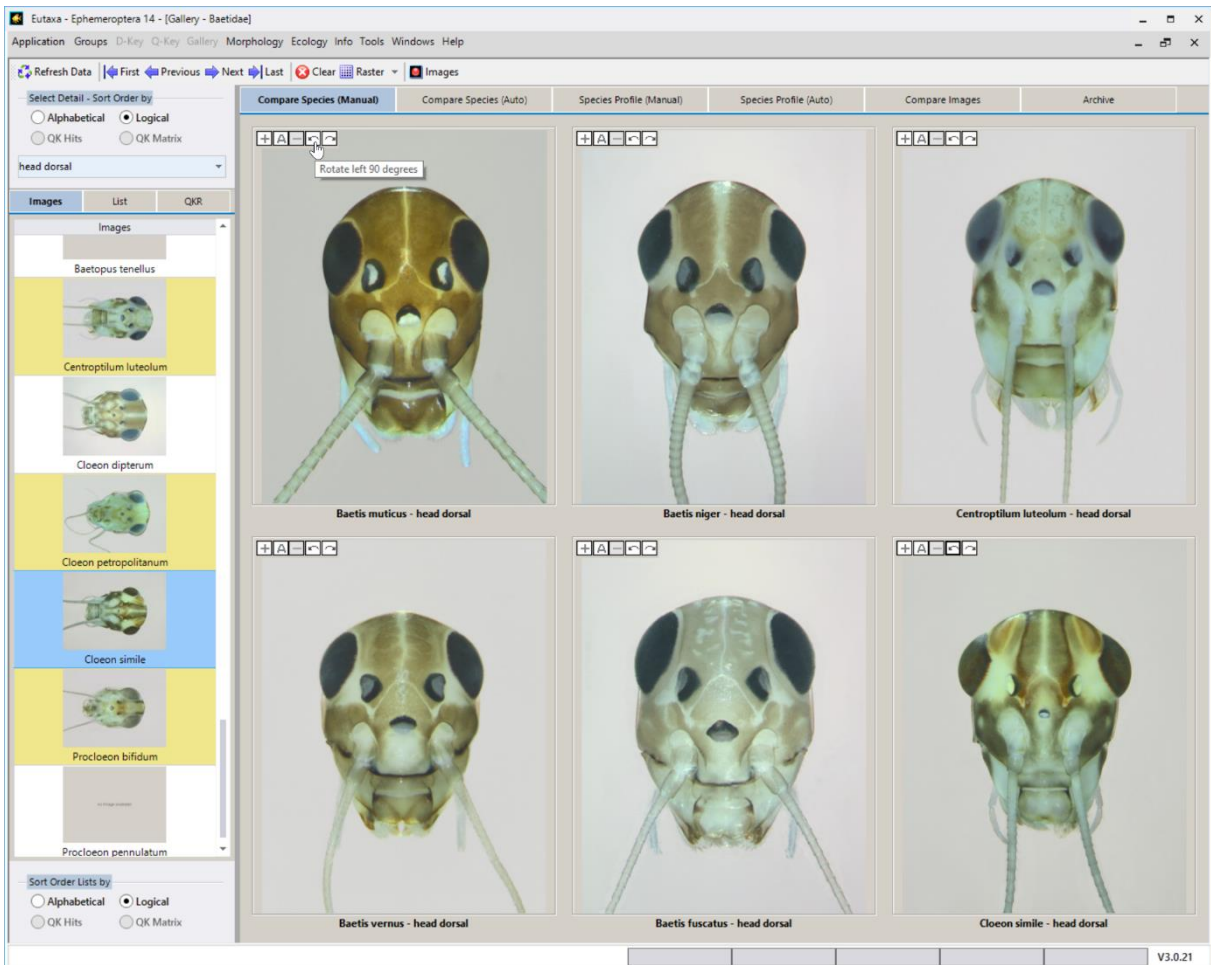 Eutaxa - Ephemeroptera 14 - [Gallery - Baetidae]
Application Groups D-Key Q-Key Gallery Morphology Ecology Info Tools Windows Help
Refresh Data First Previous Next Last Clear Raster Images
Select Detail - Sort Order by
Alphabetical Logical
QK Hits QK Matrix
head dorsal
Images List QKR
Images
Baetopus tenellus
Centroptilum luteolum
Cloeon dipterum
Cloeon petropolitanum
Cloeon simile
Procloeon bifidum
Procloeon pennulatum
Sort Order Lists by
Alphabetical Logical
QK Hits QK Matrix
Compare Species (Manual) Compare Species (Auto) Species Profile (Manual) Species Profile (Auto) Compare Images Archive
A A A
Rotate left 90 degrees
Baetis muticus - head dorsal Baetis niger - head dorsal Centroptilum luteolum - head dorsal
A A A
Baetis vernus - head dorsal Baetis fuscatus - head dorsal Cloeon simile - head dorsal
V3.0.21